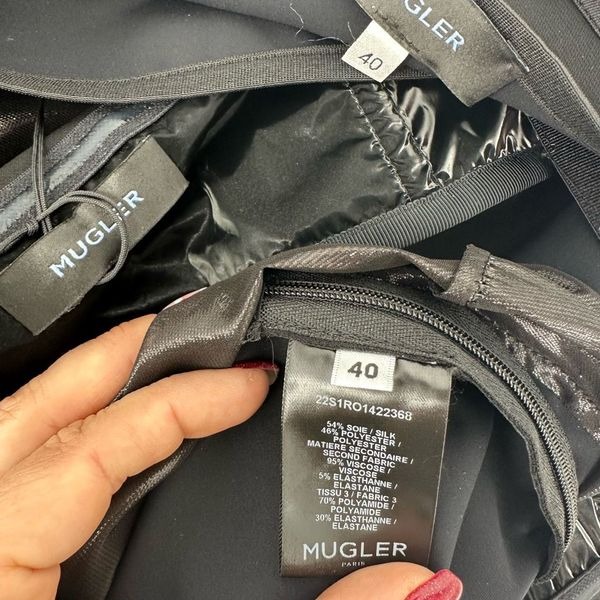 MUGLER
40
MUGLER
40
22S1RO1422368
54% SOIE / SILK
46% POLYESTER /
POLYESTER
MATIERE SECONDAIRE /
SECOND FABRIC
95% VISCOSE /
VISCOSE
5% ELASTHANNE /
ELASTANE
TISSU 3 / FABRIC 3
70% POLYAMIDE /
POLYAMIDE
30% ELASTHANNE /
ELASTANE
MUGLER
PARIS